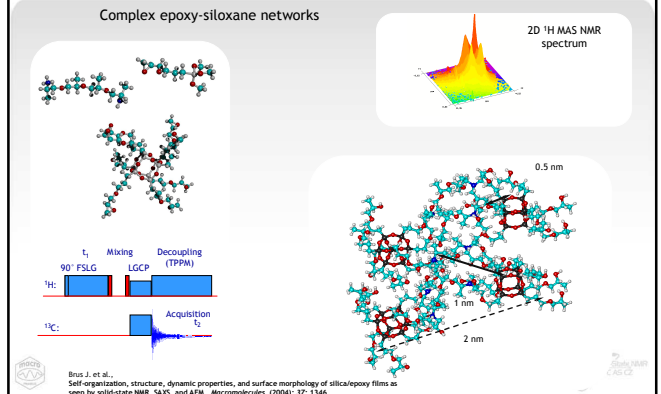 Complex epoxy-siloxane networks
2D ¹H MAS NMR
spectrum
0.5 nm
1 nm
2 nm
t₁ Mixing Decoupling
(TPPM)
90° FSLG LGCP
¹H:
Acquisition
t₂
¹³C:
macro
Brus J. et al.,
Self-organization, structure, dynamic properties, and surface morphology of silica/epoxy films as
seen by solid-state NMR, SAXS, and AFM. Macromolecules, (2004); 37; 1346